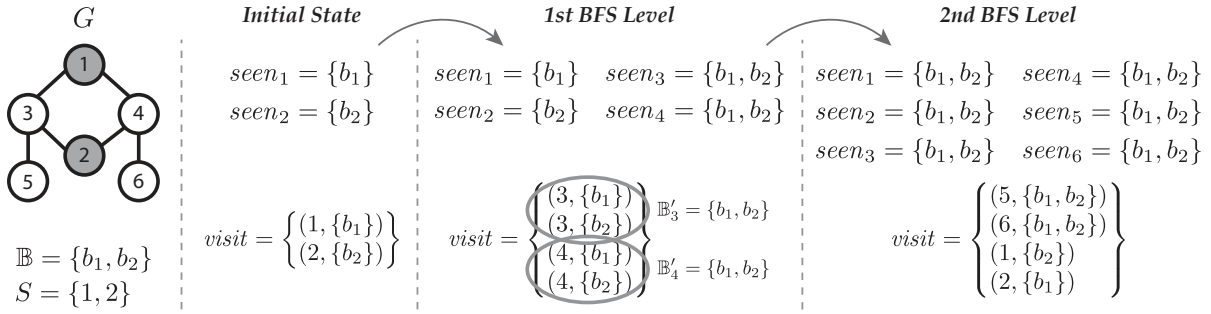 G
1
3
4
2
5
6
𝔹 = {b₁, b₂}
S = {1, 2}
Initial State
seen₁ = {b₁}
seen₂ = {b₂}
visit = {(1, {b₁})
(2, {b₂})}
1st BFS Level
seen₁ = {b₁} seen₃ = {b₁, b₂}
seen₂ = {b₂} seen₄ = {b₁, b₂}
visit = {(3, {b₁})
(3, {b₂})
(4, {b₁})
(4, {b₂})}
𝔹′₃ = {b₁, b₂}
𝔹′₄ = {b₁, b₂}
2nd BFS Level
seen₁ = {b₁, b₂} seen₄ = {b₁, b₂}
seen₂ = {b₁, b₂} seen₅ = {b₁, b₂}
seen₃ = {b₁, b₂} seen₆ = {b₁, b₂}
visit = {(5, {b₁, b₂})
(6, {b₁, b₂})
(1, {b₂})
(2, {b₁})}